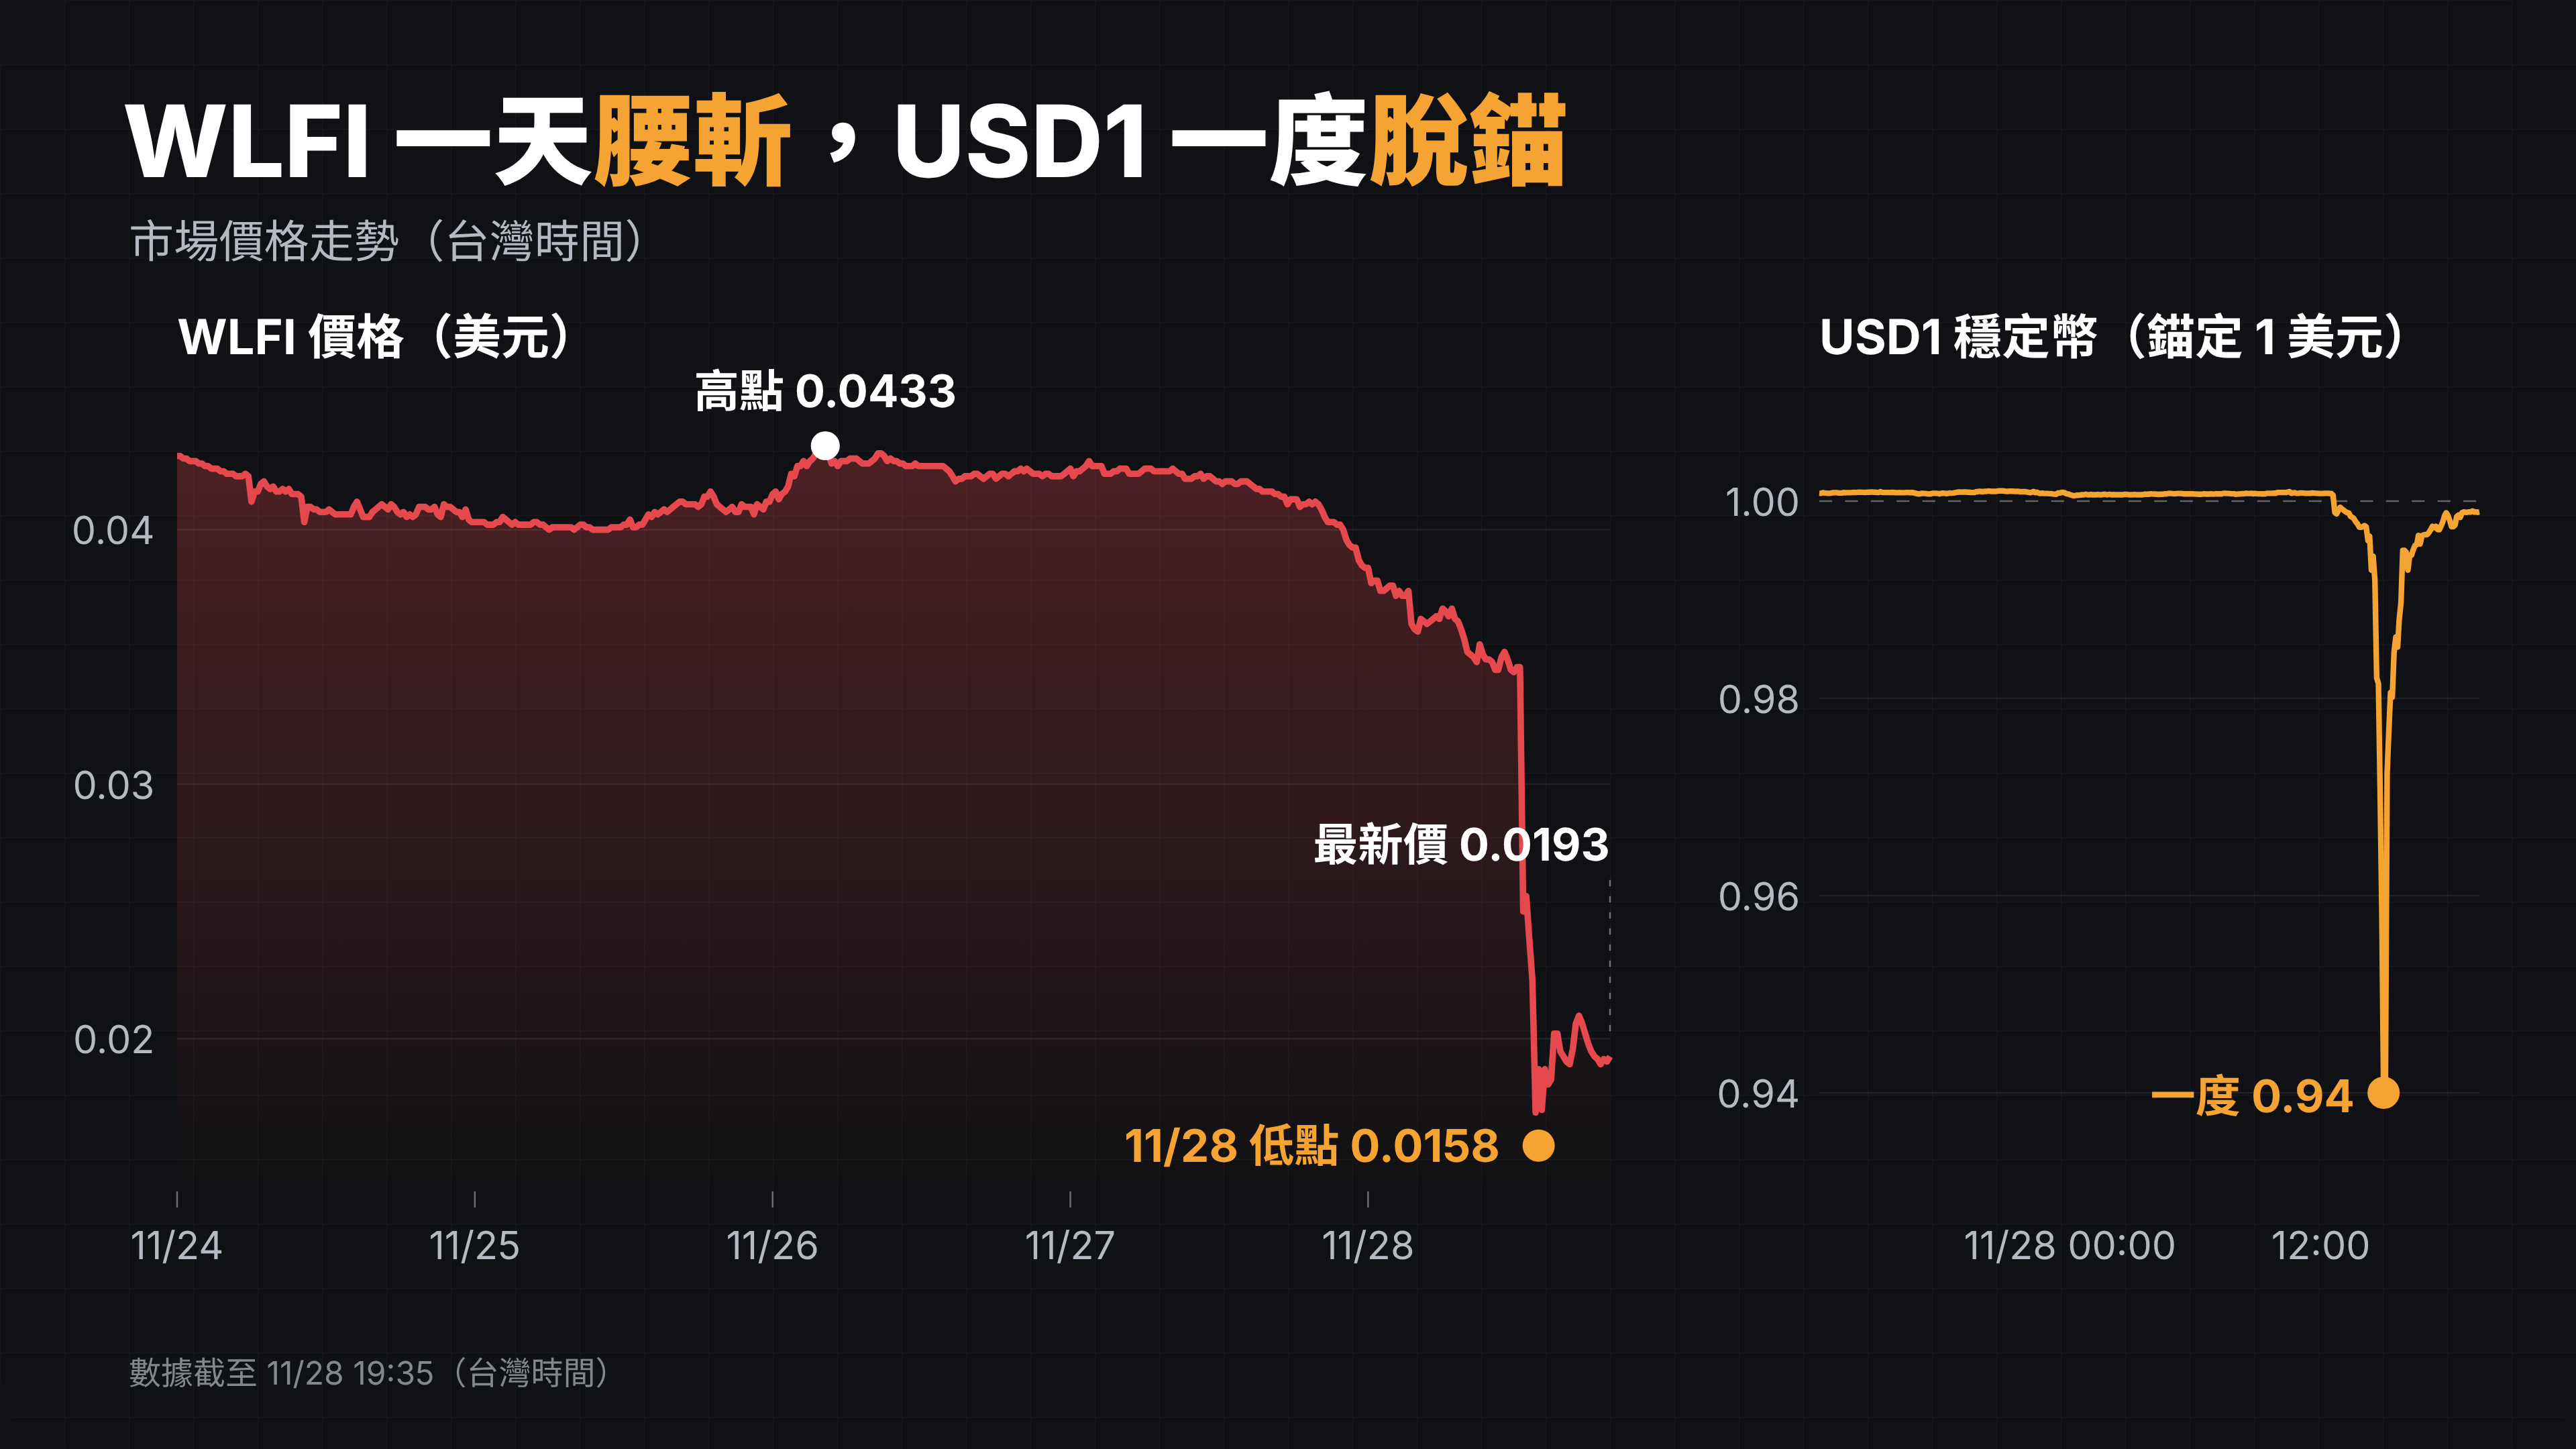 WLFI 一天腰斬，USD1 一度脫錨
市場價格走勢（台灣時間）
WLFI 價格（美元）
高點 0.0433
0.04
0.03
0.02
最新價 0.0193
11/28 低點 0.0158
11/24
11/25
11/26
11/27
11/28
USD1 穩定幣（錨定 1 美元）
1.00
0.98
0.96
0.94
一度 0.94
11/28 00:00
12:00
數據截至 11/28 19:35（台灣時間）